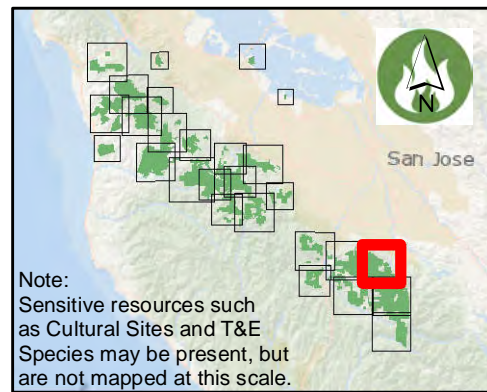 N
San Jose
Note:
Sensitive resources such
as Cultural Sites and T&E
Species may be present, but
are not mapped at this scale.